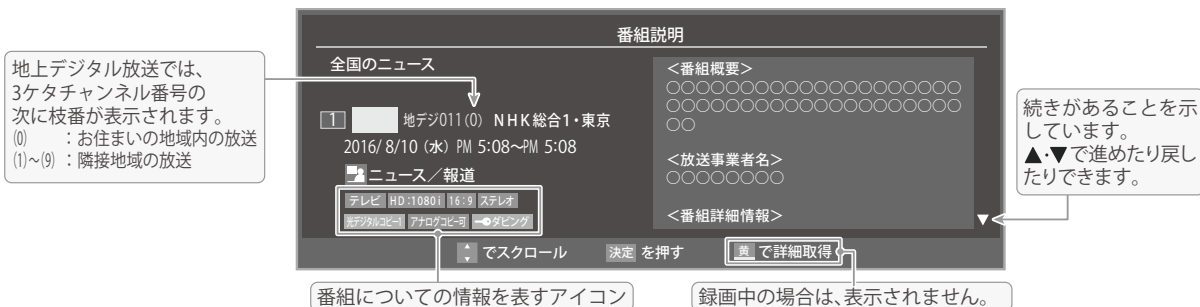 番組説明
地上デジタル放送では、
3ケタチャンネル番号の
次に枝番が表示されます。
(0) ：お住まいの地域内の放送
(1)~(9) ：隣接地域の放送
全国のニュース
1 地デジ011(0) NHK総合1・東京
2016/ 8/10 (水) PM 5:08〜PM 5:08
ニュース／報道
テレビ HD:1080i 16:9 ステレオ
光デジタルコピー1 アナログコピー可 ダビング
<番組概要>
○○○○○○○○○○○○○○○○○○○○
○○○○○○○○○○○○○○○○○○○○
○○
<放送事業者名>
○○○○○○○○
<番組詳細情報>
▼
続きがあることを示
しています。
▲・▼で進めたり戻し
たりできます。
でスクロール 決定 を押す 黄 で詳細取得
番組についての情報を表すアイコン
録画中の場合は、表示されません。